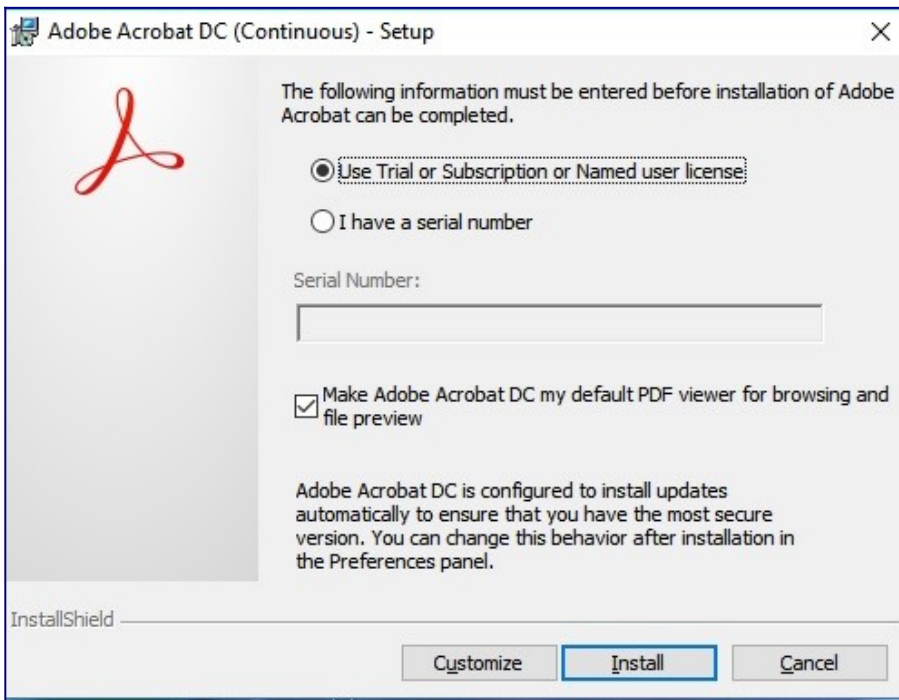 Adobe Acrobat DC (Continuous) - Setup
The following information must be entered before installation of Adobe
Acrobat can be completed.
Use Trial or Subscription or Named user license
I have a serial number
Serial Number:
Make Adobe Acrobat DC my default PDF viewer for browsing and
file preview
Adobe Acrobat DC is configured to install updates
automatically to ensure that you have the most secure
version. You can change this behavior after installation in
the Preferences panel.
InstallShield
Customize Install Cancel